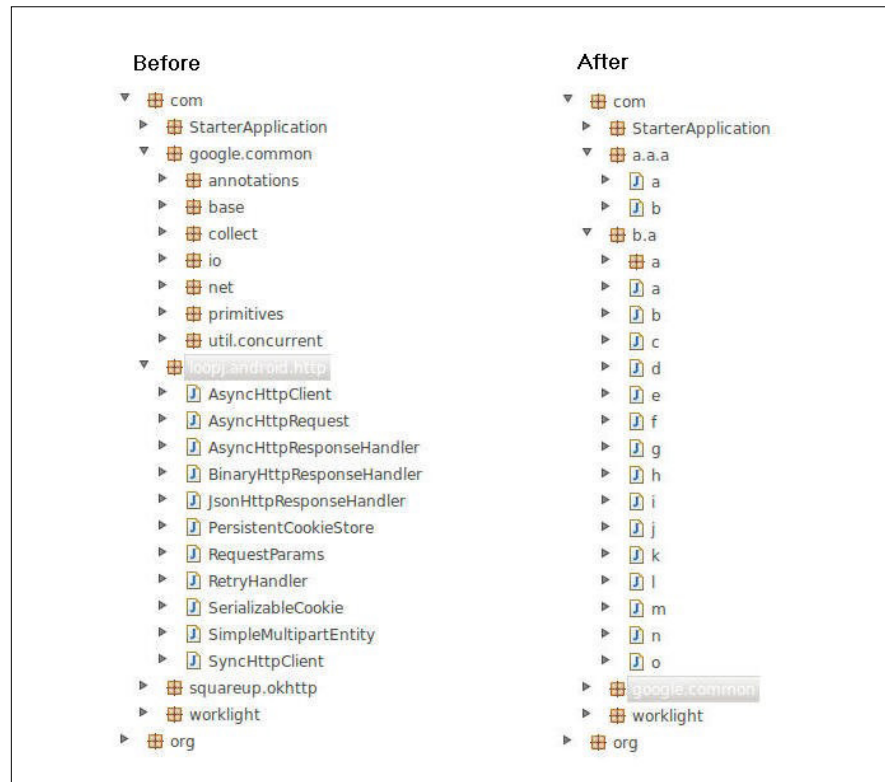 Before
com
StarterApplication
google.common
annotations
base
collect
io
net
primitives
util.concurrent
loopj.android.http
AsyncHttpClient
AsyncHttpRequest
AsyncHttpResponseHandler
BinaryHttpResponseHandler
JsonHttpResponseHandler
PersistentCookieStore
RequestParams
RetryHandler
SerializableCookie
SimpleMultipartEntity
SyncHttpClient
squareup.okhttp
worklight
org
After
com
StarterApplication
a.a.a
a
b
b.a
a
a
b
c
d
e
f
g
h
i
j
k
l
m
n
o
google.common
worklight
org